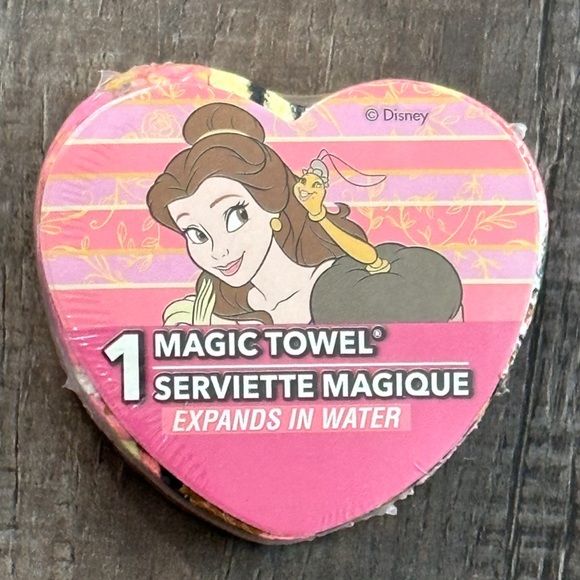 © Disney
1 MAGIC TOWEL®
SERVIETTE MAGIQUE
EXPANDS IN WATER